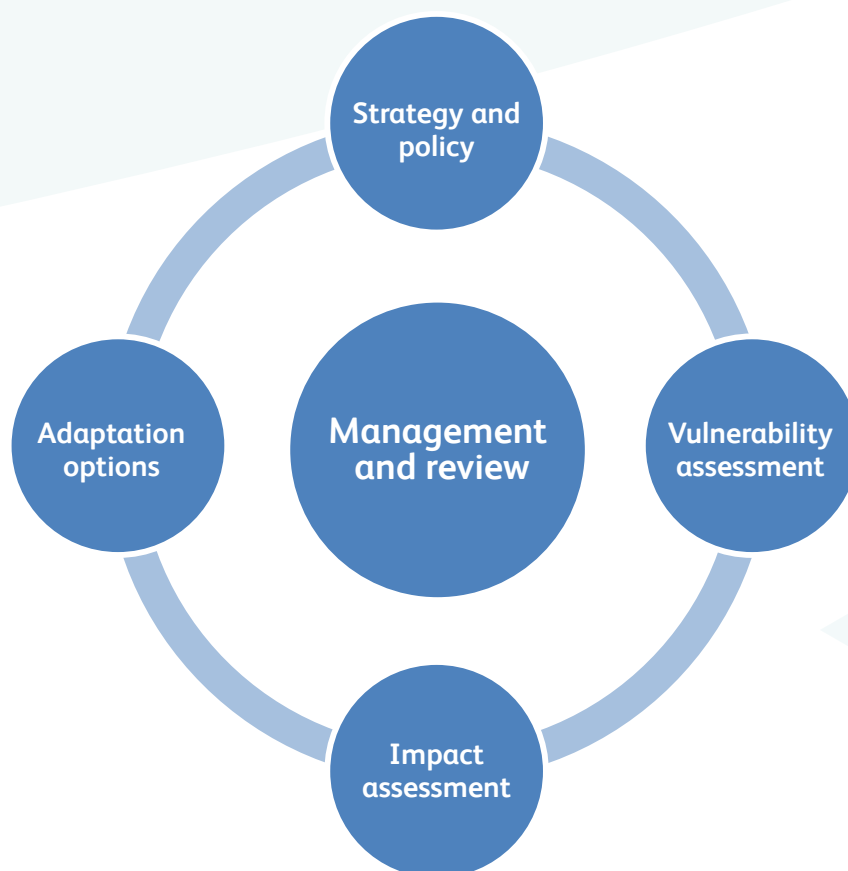 Strategy and
policy
Adaptation
options
Management
and review
Vulnerability
assessment
Impact
assessment